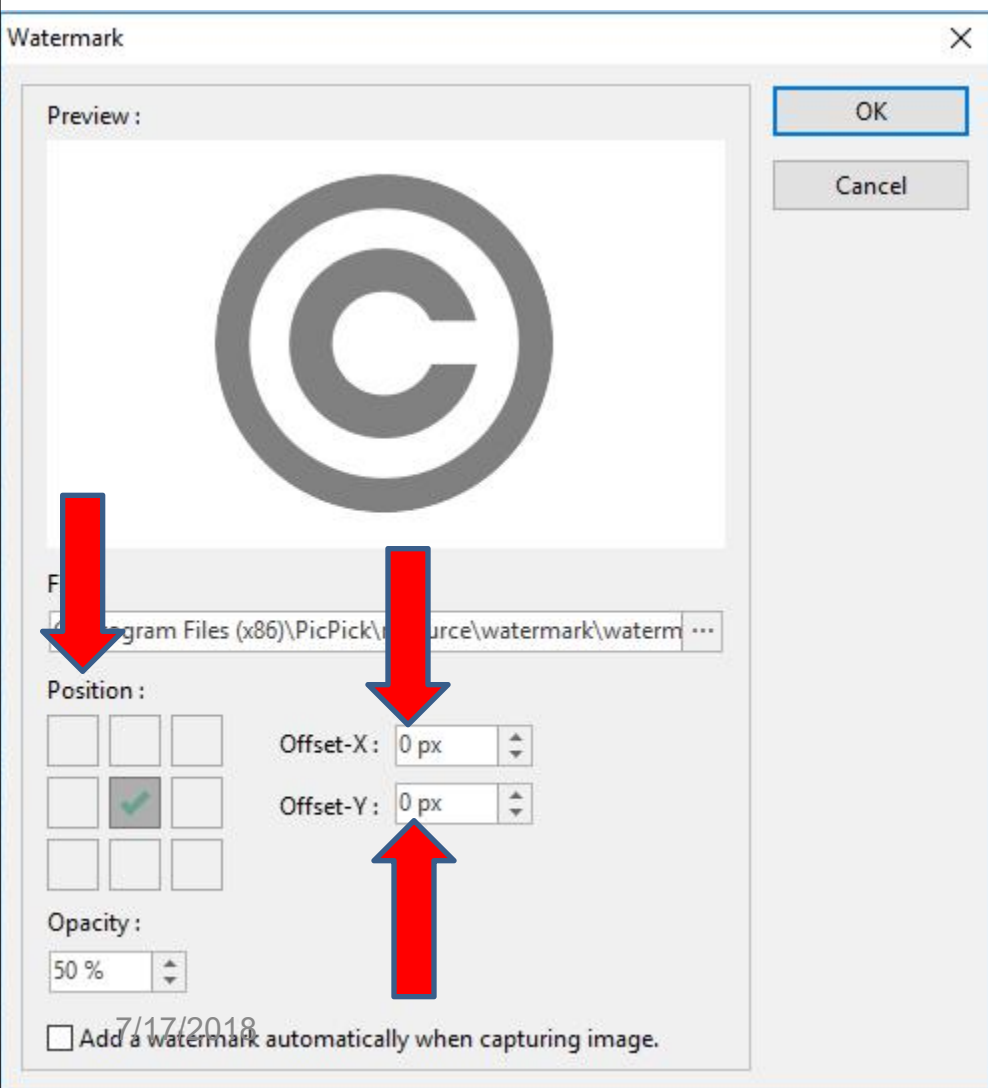 Watermark
Preview :
OK
Cancel
©
gram Files (x86)\PicPick\ urce\watermark\waterm ...
Position :
Offset-X : 0 px
Offset-Y : 0 px
Opacity :
50 %
7/17/2018
Add a watermark automatically when capturing image.